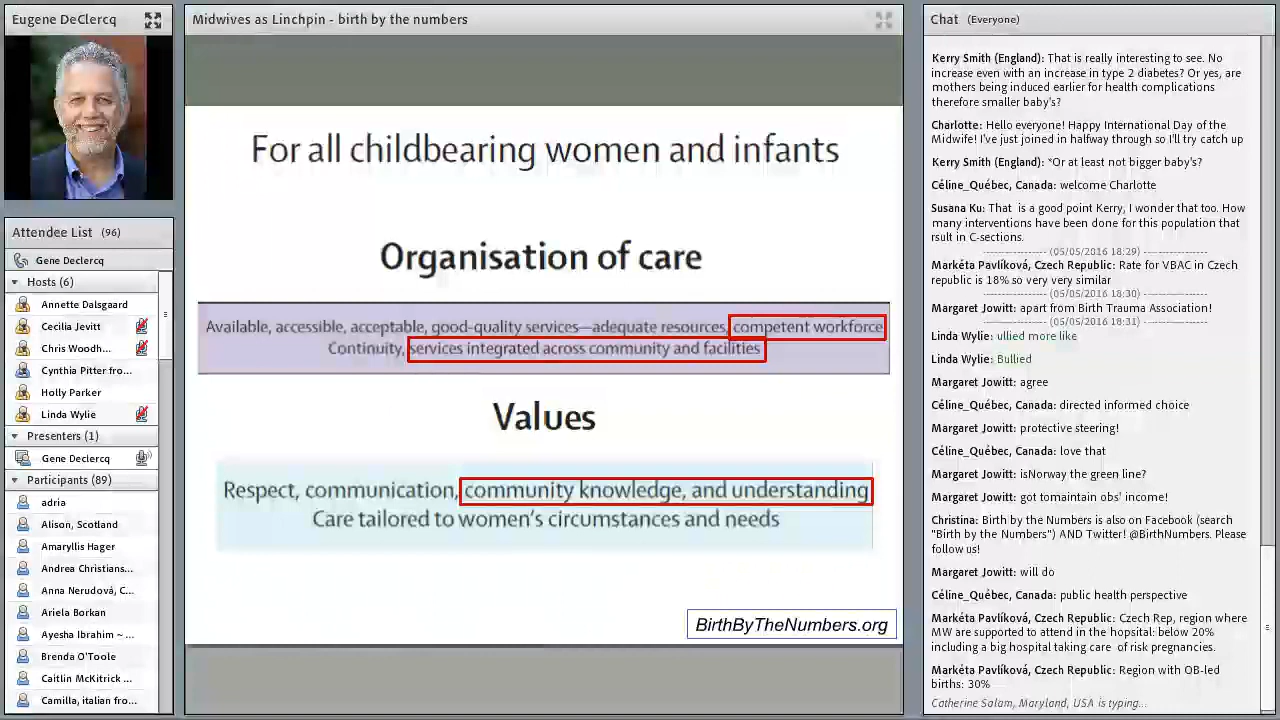 Eugene DeClercq
Attendee List (96)
Gene Declercq
Hosts (6)
Annette Dalsgaard
Cecilia Jevitt
Chris Woodh...
Cynthia Pitter fro...
Holly Parker
Linda Wylie
Presenters (1)
Gene Declercq
Participants (89)
adria
Alison, Scotland
Amaryllis Hager
Andrea Christians...
Anna Nerudová, C...
Ariela Borkan
Ayesha Ibrahim ~ ...
Brenda O'Toole
Caitlin McKitrick ...
Camilla, italian fro...
Midwives as Linchpin - birth by the numbers
For all childbearing women and infants
Organisation of care
Available, accessible, acceptable, good-quality services—adequate resources, competent workforce
Continuity, services integrated across community and facilities
Values
Respect, communication, community knowledge, and understanding
Care tailored to women's circumstances and needs
BirthByTheNumbers.org
Chat (Everyone)
Kerry Smith (England): That is really interesting to see. No
increase even with an increase in type 2 diabetes? Or yes, are
mothers being induced earlier for health complications
therefore smaller baby's?
Charlotte: Hello everyone! Happy International Day of the
Midwife! I've just joined in halfway through so I'll try catch up
Kerry Smith (England): *Or at least not bigger baby's?
Céline_Québec, Canada: welcome Charlotte
Susana Ku: That is a good point Kerry, I wonder that too. How
many interventions have been done for this population that
rsult in C-sections.
------------------ (05/05/2016 18:29) ------------------
Markéta Pavlíková, Czech Republic: Rate for VBAC in Czech
republic is 18% so very very similar
------------------ (05/05/2016 18:30) ------------------
Margaret Jowitt: apart from Birth Trauma Association!
------------------ (05/05/2016 18:31) ------------------
Linda Wylie: ullied more like
Linda Wylie: Bullied
Margaret Jowitt: agree
Céline_Québec, Canada: directed informed choice
Margaret Jowitt: protective steering!
Céline_Québec, Canada: love that
Margaret Jowitt: isNorway the green line?
Margaret Jowitt: got tomaintain obs' income!
Christina: Birth by the Numbers is also on Facebook (search
"Birth by the Numbers") AND Twitter! @BirthNumbers. Please
follow us!
Margaret Jowitt: will do
Céline_Québec, Canada: public health perspective
Markéta Pavlíková, Czech Republic: Czech Rep, region where
MW are supported to attend in the hopsital: below 20%
including a big hospital taking care of risk pregnancies.
Markéta Pavlíková, Czech Republic: Region with OB-led
births: 30%
Catherine Salam, Maryland, USA is typing...